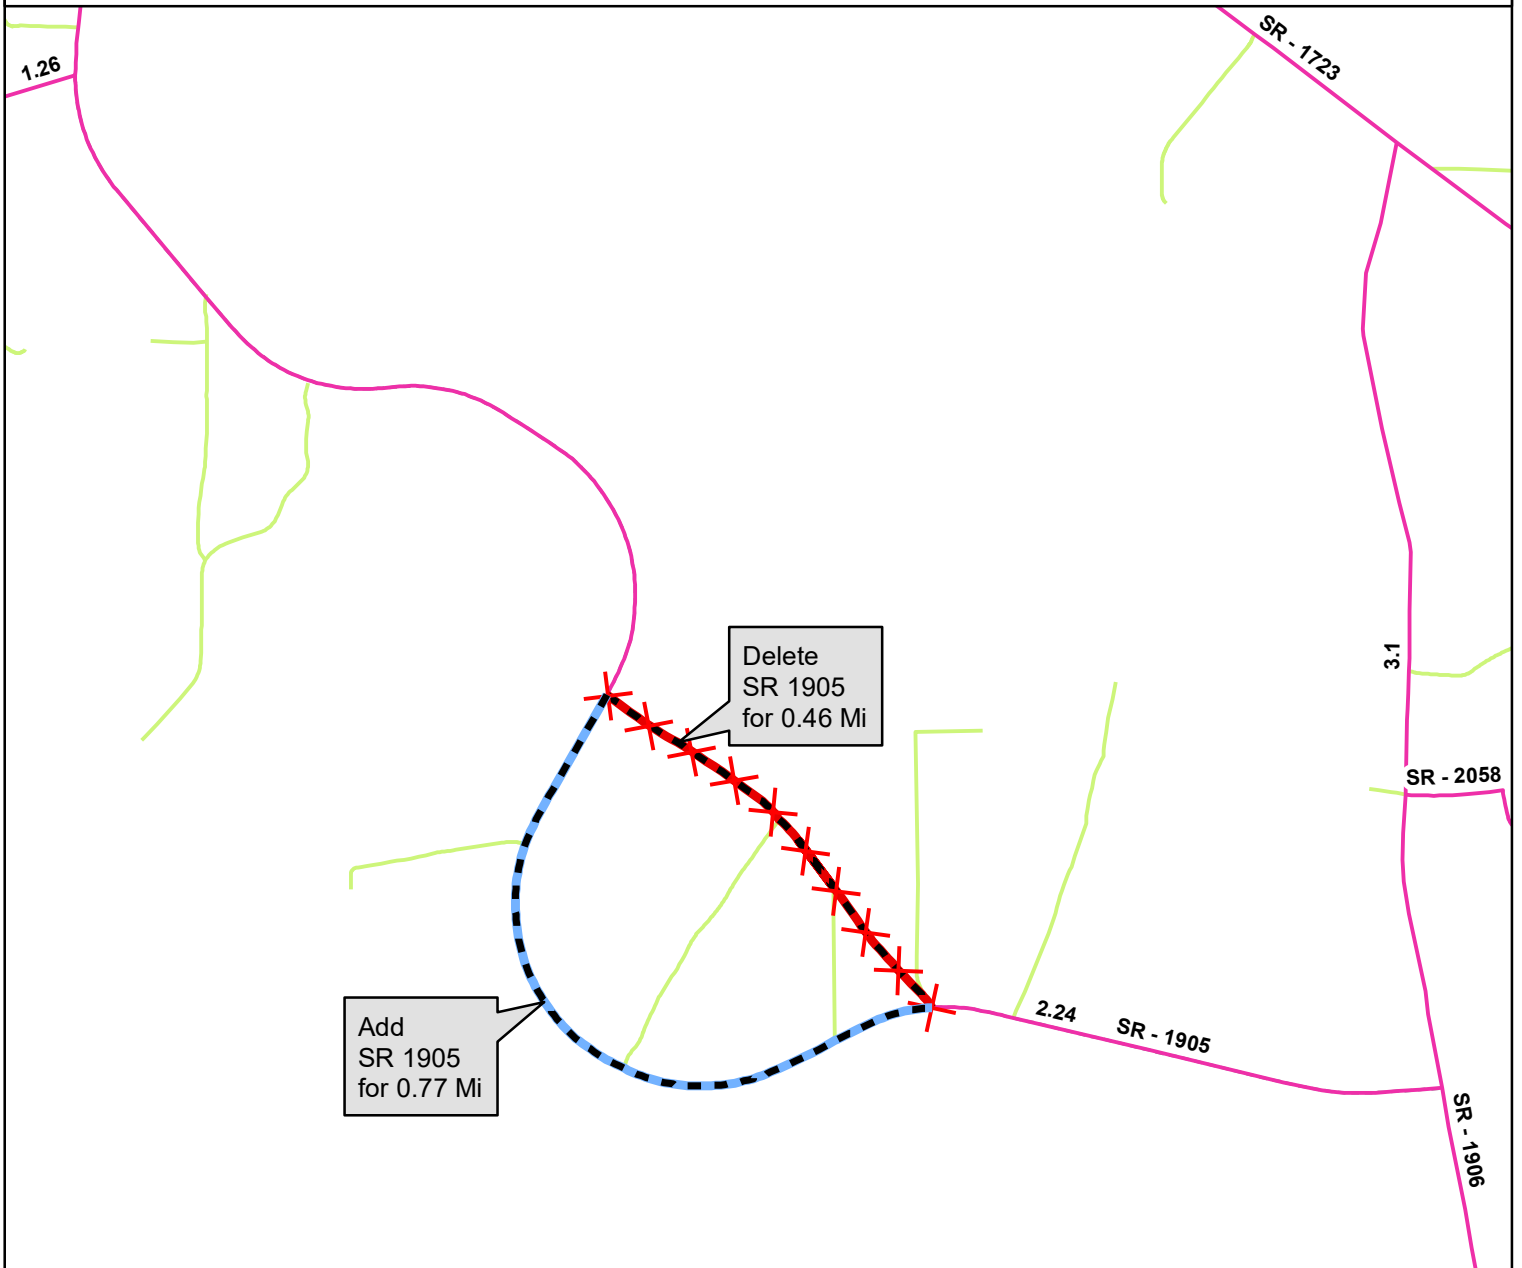 SR - 1723
1.26
Delete
SR 1905
for 0.46 Mi
3.1
SR - 2058
Add
SR 1905
for 0.77 Mi
2.24
SR - 1905
SR - 1906